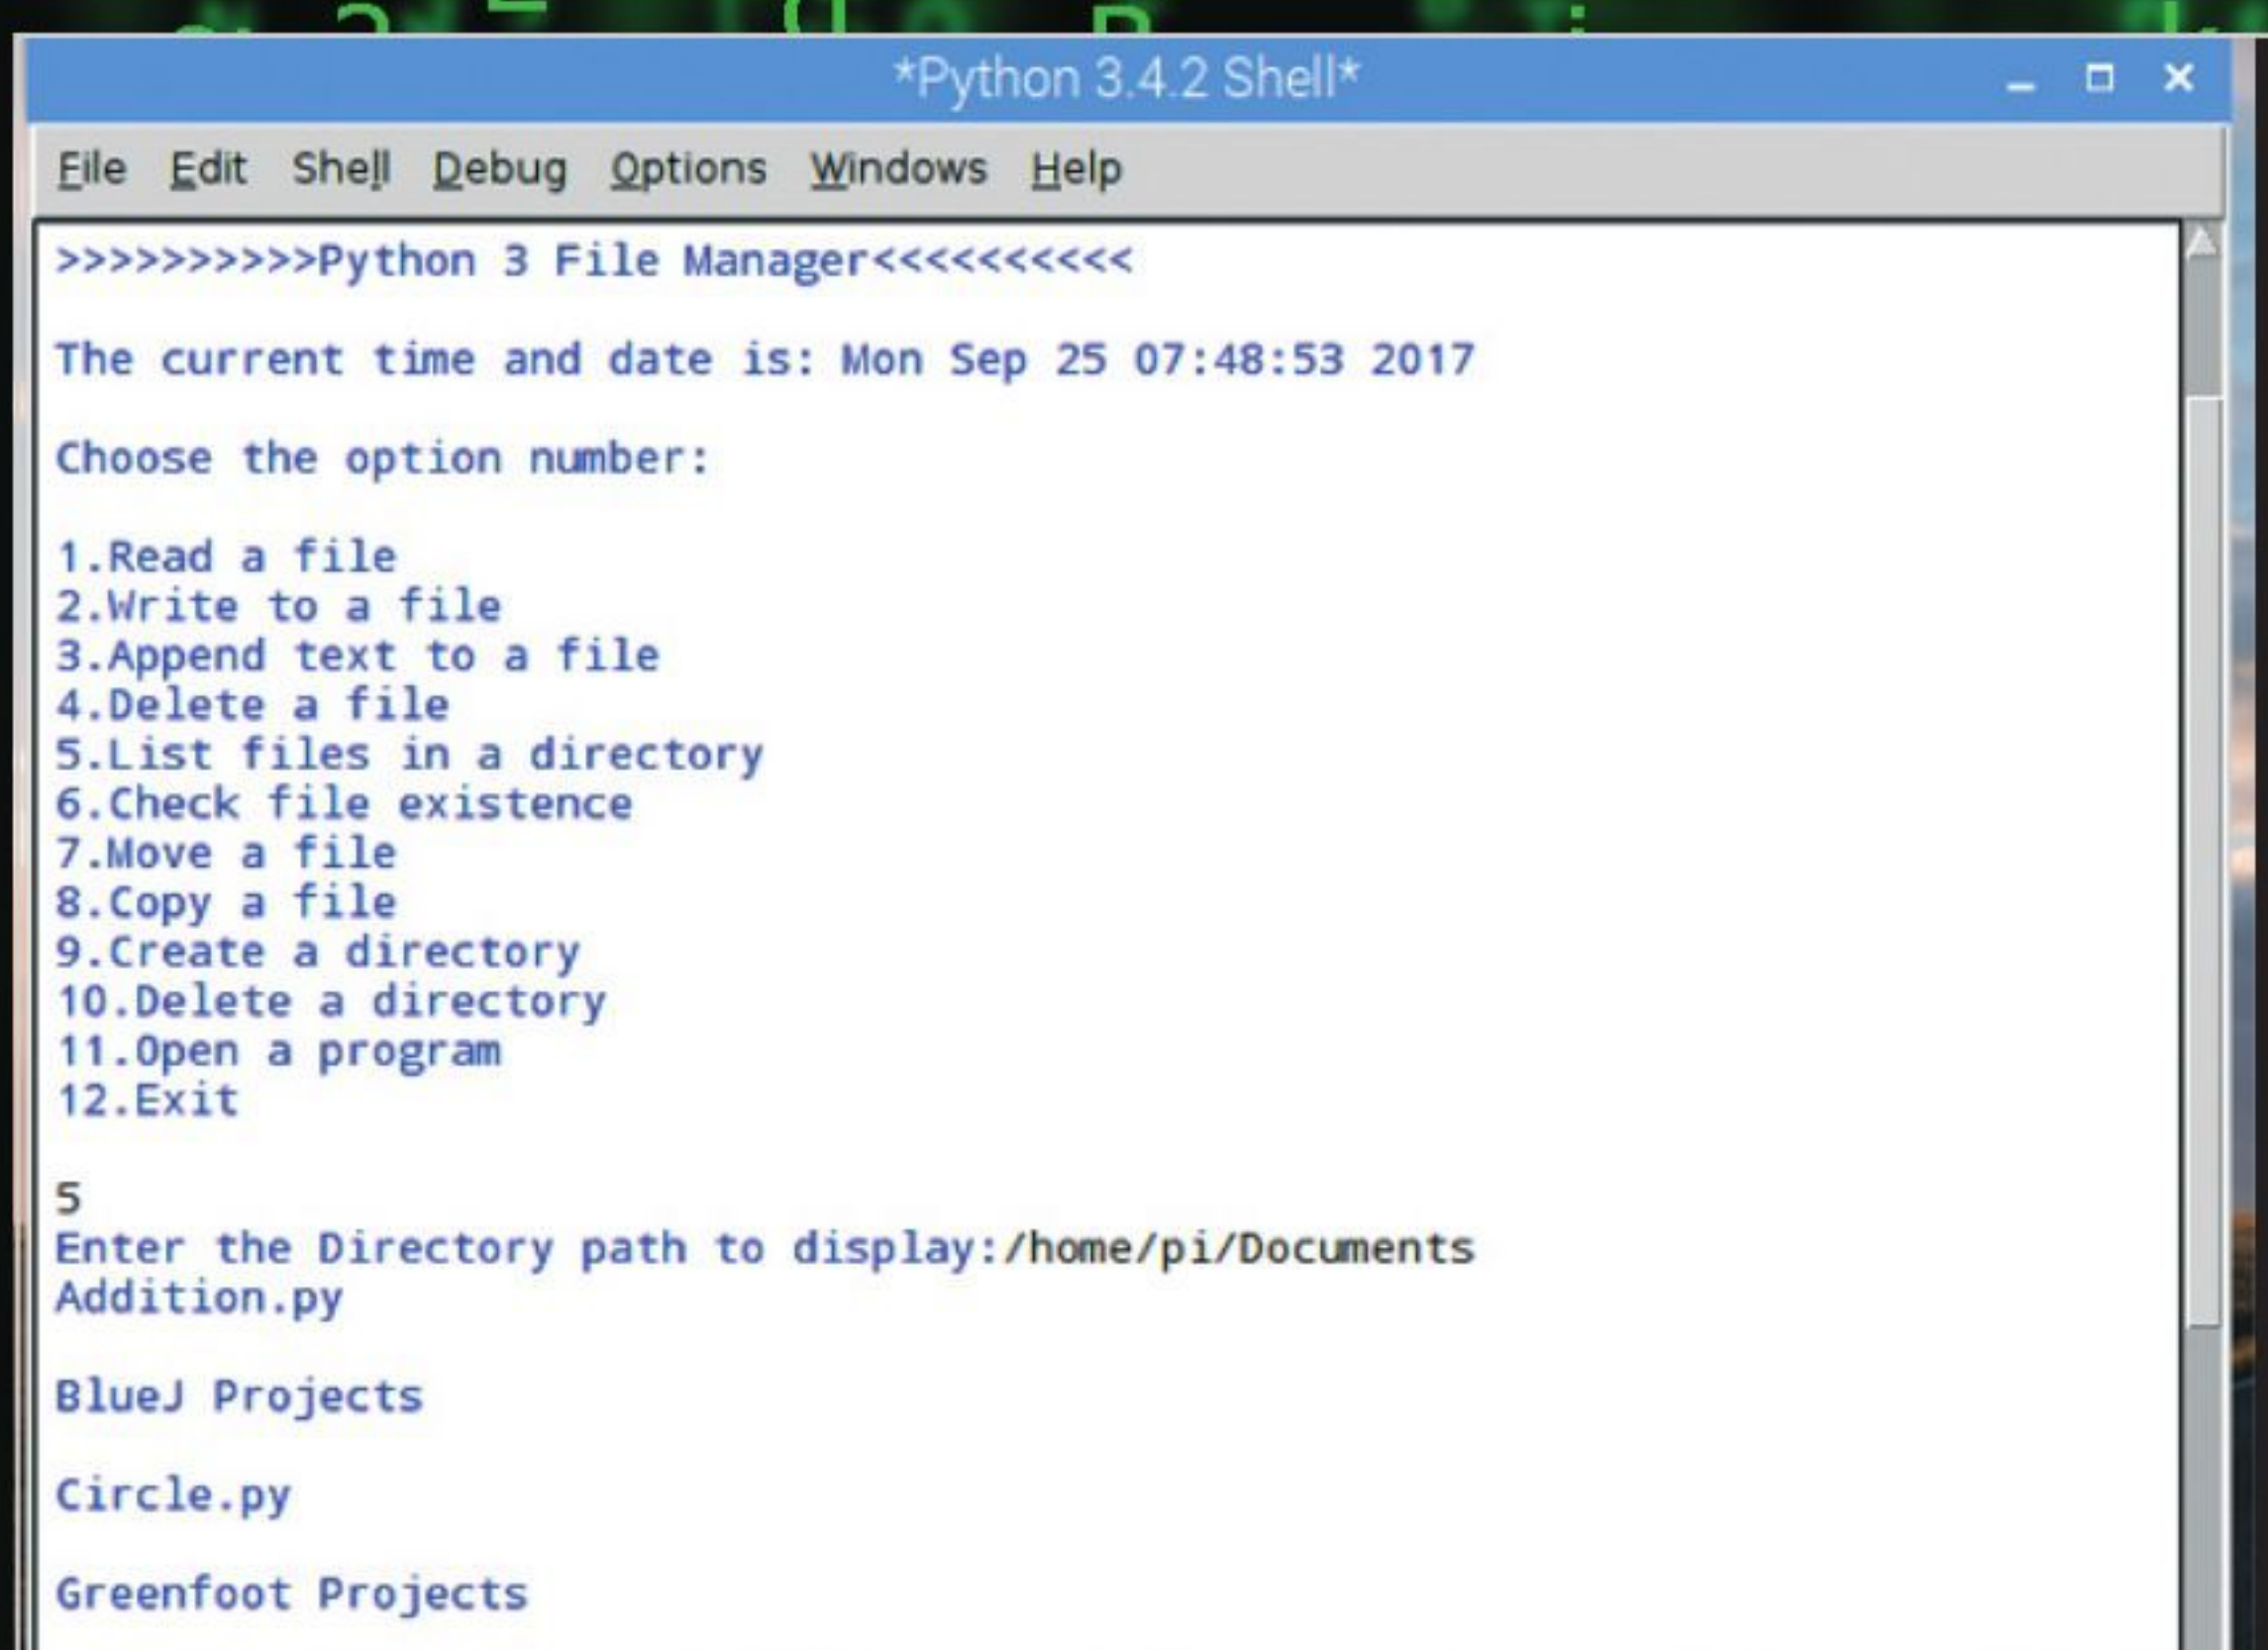 *Python 3.4.2 Shell*
File Edit Shell Debug Options Windows Help
>>>>>>>>>>Python 3 File Manager<<<<<<<<<<
The current time and date is: Mon Sep 25 07:48:53 2017
Choose the option number:
1.Read a file
2.Write to a file
3.Append text to a file
4.Delete a file
5.List files in a directory
6.Check file existence
7.Move a file
8.Copy a file
9.Create a directory
10.Delete a directory
11.Open a program
12.Exit
5
Enter the Directory path to display:/home/pi/Documents
Addition.py
BlueJ Projects
Circle.py
Greenfoot Projects